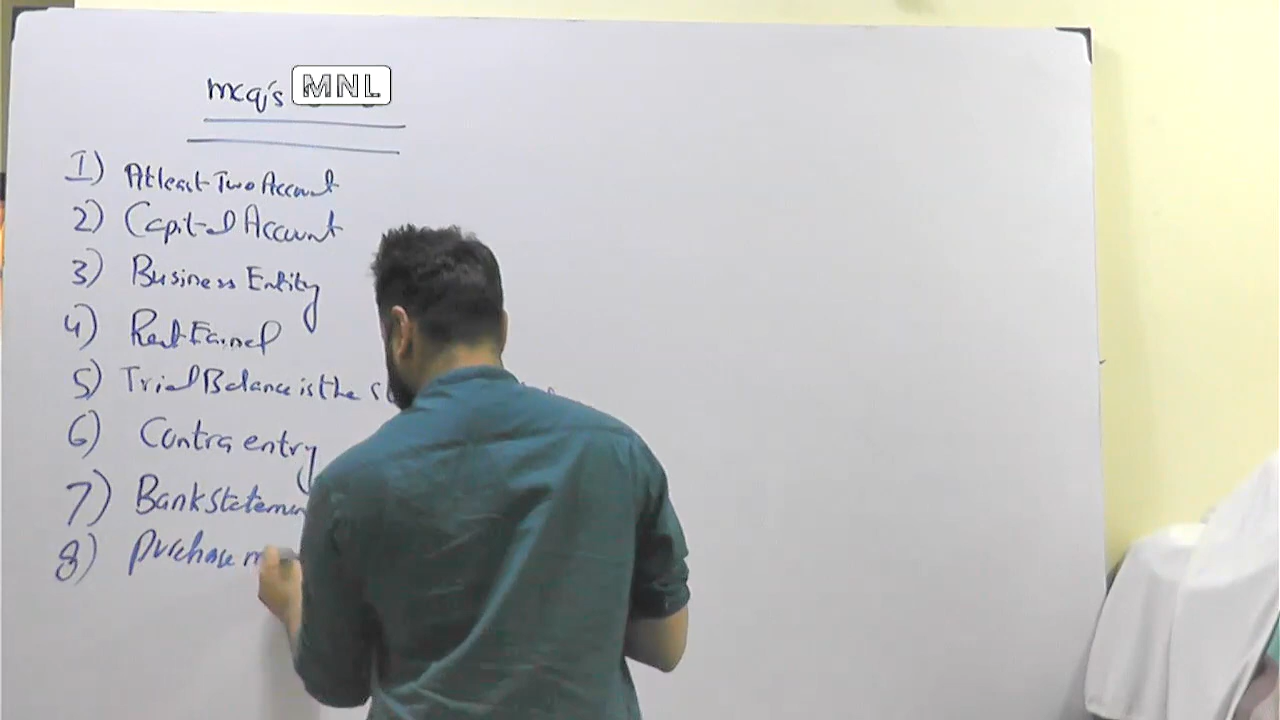 mcq's MNL
1) Atleast Two Account
2) Capital Account
3) Business Entity
4) Rent Earned
5) Trial Balance is the
6) Contra entry
7) Bank Statemen
8) Purchase